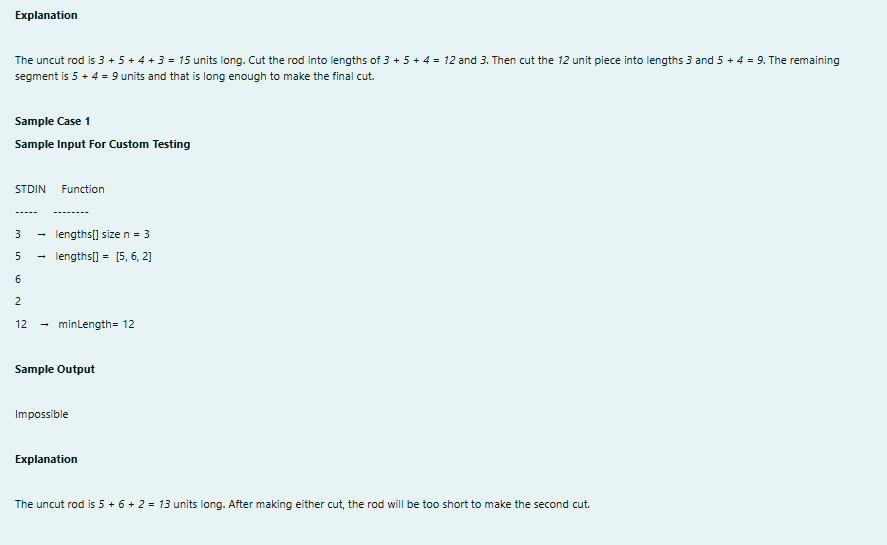 Explanation
The uncut rod is 3 + 5 + 4 + 3 = 15 units long. Cut the rod into lengths of 3 + 5 + 4 = 12 and 3. Then cut the 12 unit piece into lengths 3 and 5 + 4 = 9. The remaining
segment is 5 + 4 = 9 units and that is long enough to make the final cut.
Sample Case 1
Sample Input For Custom Testing
STDIN Function
----- --------
3 → lengths[] size n = 3
5 → lengths[] = [5, 6, 2]
6
2
12 → minLength= 12
Sample Output
Impossible
Explanation
The uncut rod is 5 + 6 + 2 = 13 units long. After making either cut, the rod will be too short to make the second cut.